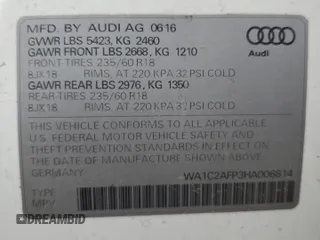 MFD. BY AUDI AG 0616
GVWR LBS 5423, KG 2460
GAWR FRONT LBS 2668, KG 1210
FRONT-TIRES 235/60 R18
8JX18 RIMS, AT 220 KPA 32 PSI COLD
GAWR REAR LBS 2976, KG 1350
REAR-TIRES 235/60 R18
8JX18 RIMS, AT 220 KPA 32 PSI COLD
Audi
THIS VEHICLE CONFORMS TO ALL APPLICABLE
U.S. FEDERAL MOTOR VEHICLE SAFETY, BUMPER, AND
THEFT PREVENTION STANDARDS IN EFFECT ON
THE DATE OF MANUFACTURE SHOWN ABOVE
GERMANY
WA1C2AFP3HA006814
TYPE
MPV
DREAMBID